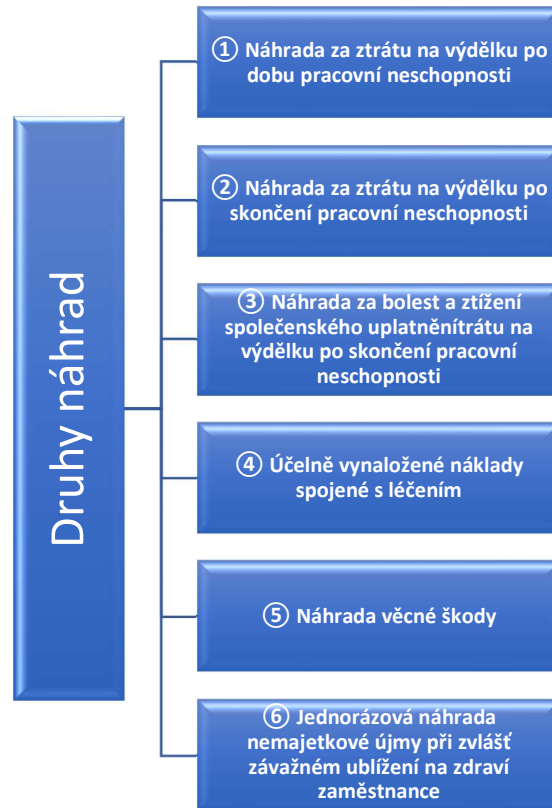 Druhy náhrad
① Náhrada za ztrátu na výdělku po
dobu pracovní neschopnosti
② Náhrada za ztrátu na výdělku po
skončení pracovní neschopnosti
③ Náhrada za bolest a ztížení
společenského uplatněnítrátu na
výdělku po skončení pracovní
neschopnosti
④ Účelně vynaložené náklady
spojené s léčením
⑤ Náhrada věcné škody
⑥ Jednorázová náhrada
nemajetkové újmy při zvlášť
závažném ublížení na zdraví
zaměstnance